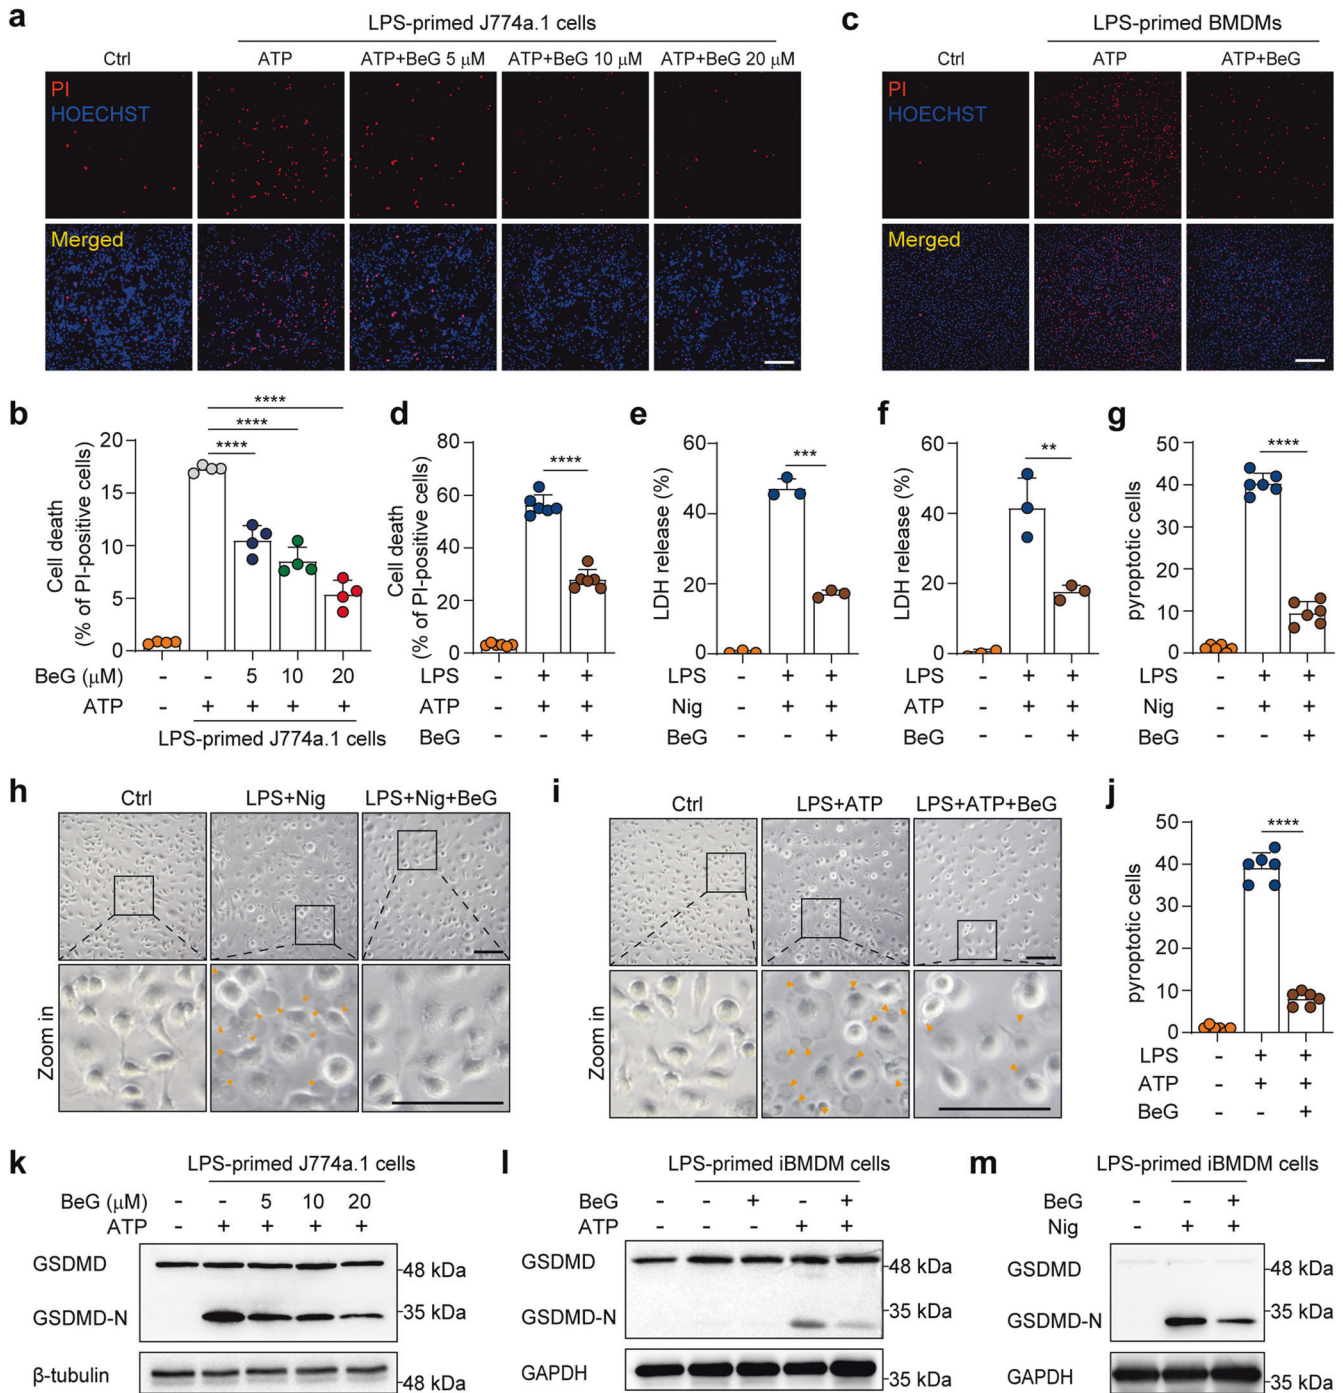 a
LPS-primed J774a.1 cells
Ctrl ATP ATP+BeG 5 μM ATP+BeG 10 μM ATP+BeG 20 μM
PI
HOECHST
Merged
c
LPS-primed BMDMs
Ctrl ATP ATP+BeG
PI
HOECHST
Merged
b
Cell death
(% of PI-positive cells)
20
15
10
5
0
****
****
****
BeG (μM) - - 5 10 20
ATP - + + + +
LPS-primed J774a.1 cells
d
Cell death
(% of PI-positive cells)
80
60
40
20
0
****
LPS - + +
ATP - + +
BeG - - +
e
LDH release (%)
60
40
20
0
***
LPS - + +
Nig - + +
BeG - - +
f
LDH release (%)
60
40
20
0
**
LPS - + +
ATP - + +
BeG - - +
g
pyroptotic cells
50
40
30
20
10
0
****
LPS - + +
Nig - + +
BeG - - +
h
Ctrl LPS+Nig LPS+Nig+BeG
Zoom in
i
Ctrl LPS+ATP LPS+ATP+BeG
Zoom in
j
pyroptotic cells
50
40
30
20
10
0
****
LPS - + +
ATP - + +
BeG - - +
k
LPS-primed J774a.1 cells
BeG (μM) - - 5 10 20
ATP - + + + +
GSDMD
-48 kDa
GSDMD-N
-35 kDa
β-tubulin
-48 kDa
l
LPS-primed iBMDM cells
BeG - - + - +
ATP - - - + +
GSDMD
-48 kDa
GSDMD-N
-35 kDa
GAPDH
-35 kDa
m
LPS-primed iBMDM cells
BeG - - +
Nig - + +
GSDMD
-48 kDa
GSDMD-N
-35 kDa
GAPDH
-35 kDa